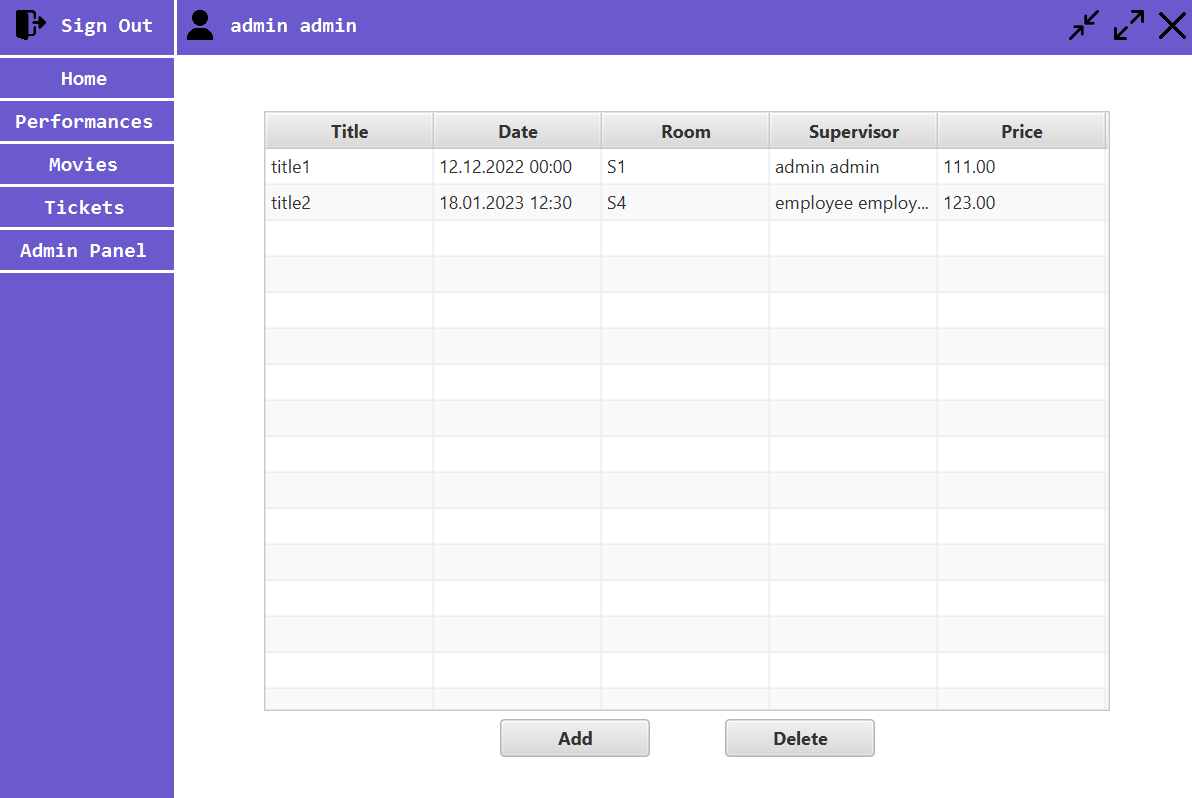 Sign Out
admin admin
Home
Performances
Movies
Tickets
Admin Panel
Title Date Room Supervisor Price
title1 12.12.2022 00:00 S1 admin admin 111.00
title2 18.01.2023 12:30 S4 employee employ... 123.00
Add Delete